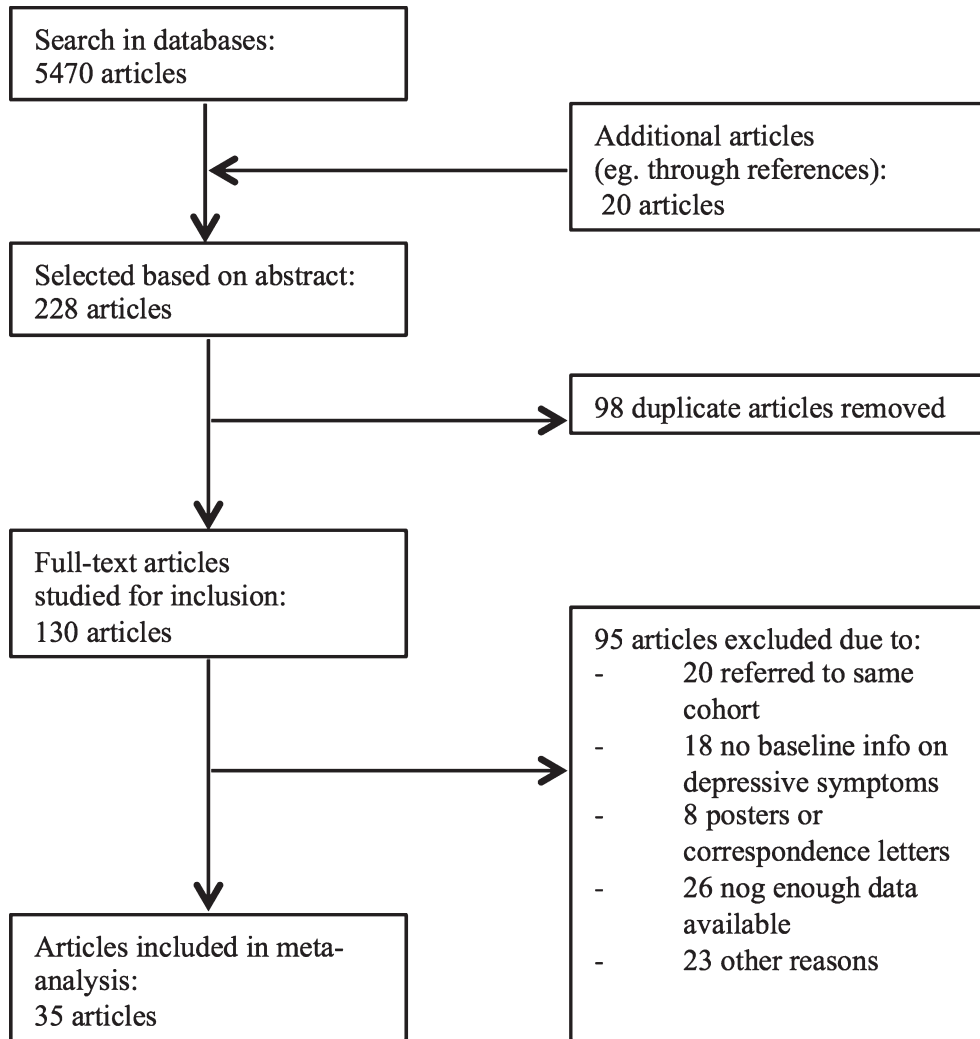 Search in databases:
5470 articles
Additional articles
(eg. through references):
20 articles
Selected based on abstract:
228 articles
98 duplicate articles removed
Full-text articles
studied for inclusion:
130 articles
95 articles excluded due to:
- 20 referred to same
cohort
- 18 no baseline info on
depressive symptoms
- 8 posters or
correspondence letters
- 26 nog enough data
available
- 23 other reasons
Articles included in meta-
analysis:
35 articles